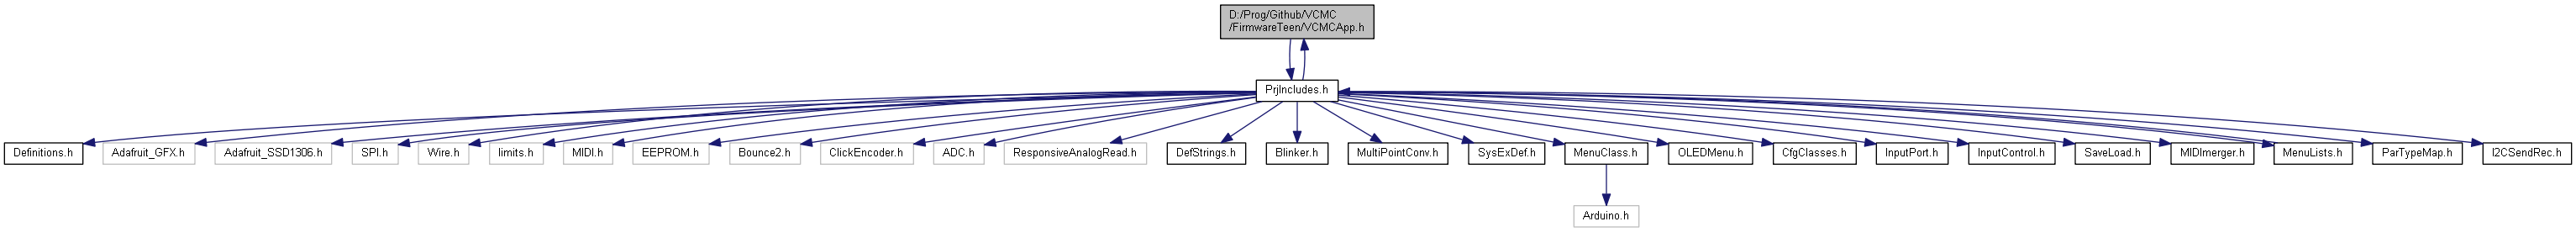 D:/Prog/Github/VCMC
/FirmwareTeen/VCMCApp.h
PrjIncludes.h
Definitions.h
Adafruit_GFX.h
Adafruit_SSD1306.h
SPI.h
Wire.h
limits.h
MIDI.h
EEPROM.h
Bounce2.h
ClickEncoder.h
ADC.h
ResponsiveAnalogRead.h
DefStrings.h
Blinker.h
MultiPointConv.h
SysExDef.h
MenuClass.h
OLEDMenu.h
CfgClasses.h
InputPort.h
InputControl.h
SaveLoad.h
MIDImerger.h
MenuLists.h
ParTypeMap.h
I2CSendRec.h
Arduino.h